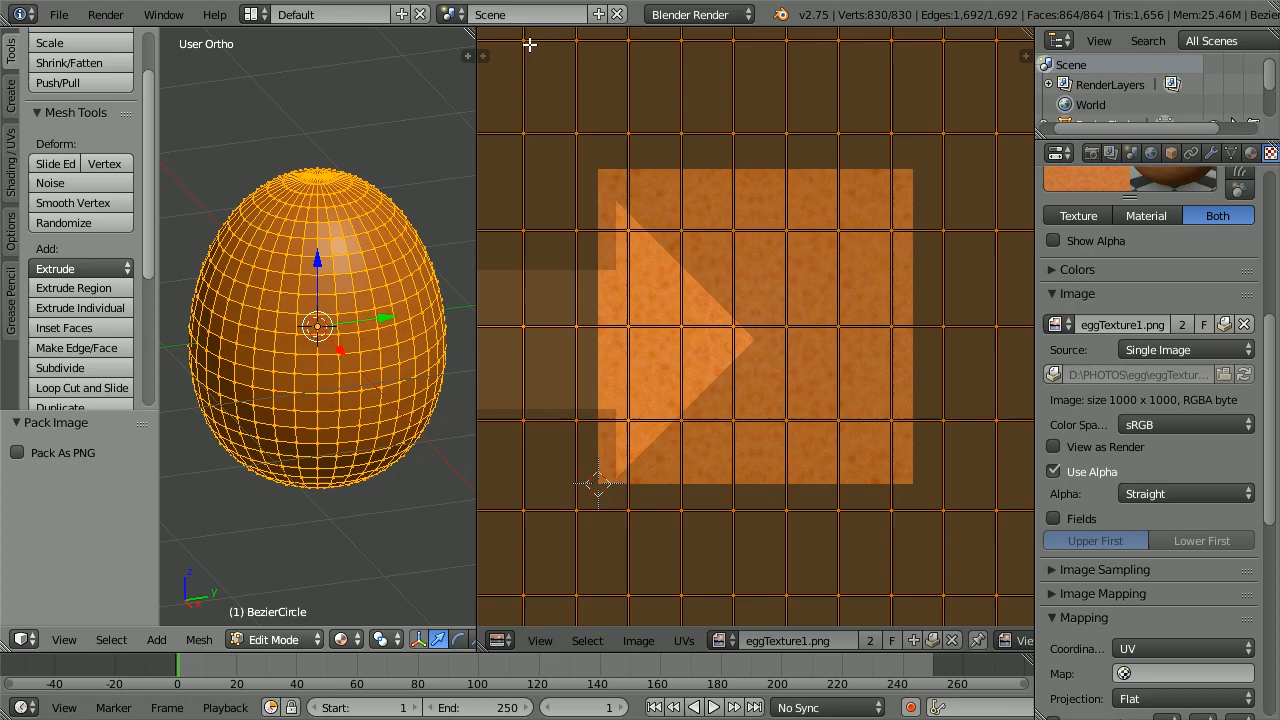 File Render Window Help Default Scene Blender Render v2.75 | Verts:830/830 | Edges:1,692/1,692 | Faces:864/864 | Tris:1,656 | Mem:25.46M | Bezier
Tools
Create
Shading / UVs
Options
Grease Pencil
Scale
Shrink/Fatten
Push/Pull
Mesh Tools
Deform:
Slide Ed Vertex
Noise
Smooth Vertex
Randomize
Add:
Extrude
Extrude Region
Extrude Individual
Inset Faces
Make Edge/Face
Subdivide
Loop Cut and Slide
Duplicate
Pack Image
Pack As PNG
User Ortho
z
y
(1) BezierCircle
View Select Add Mesh Edit Mode
View Select Image UVs eggTexture1.png 2 F Vie
View Search All Scenes
Scene
RenderLayers |
World
Texture Material Both
Show Alpha
Colors
Image
eggTexture1.png 2 F
Source: Single Image
D:\PHOTOS\egg\eggTextur...
Image: size 1000 x 1000, RGBA byte
Color Spa... sRGB
View as Render
Use Alpha
Alpha: Straight
Fields
Upper First Lower First
Image Sampling
Image Mapping
Mapping
Coordina... UV
Map:
Projection: Flat
-40 -20 0 20 40 60 80 100 120 140 160 180 200 220 240 260
View Marker Frame Playback Start: 1 End: 250 1 No Sync